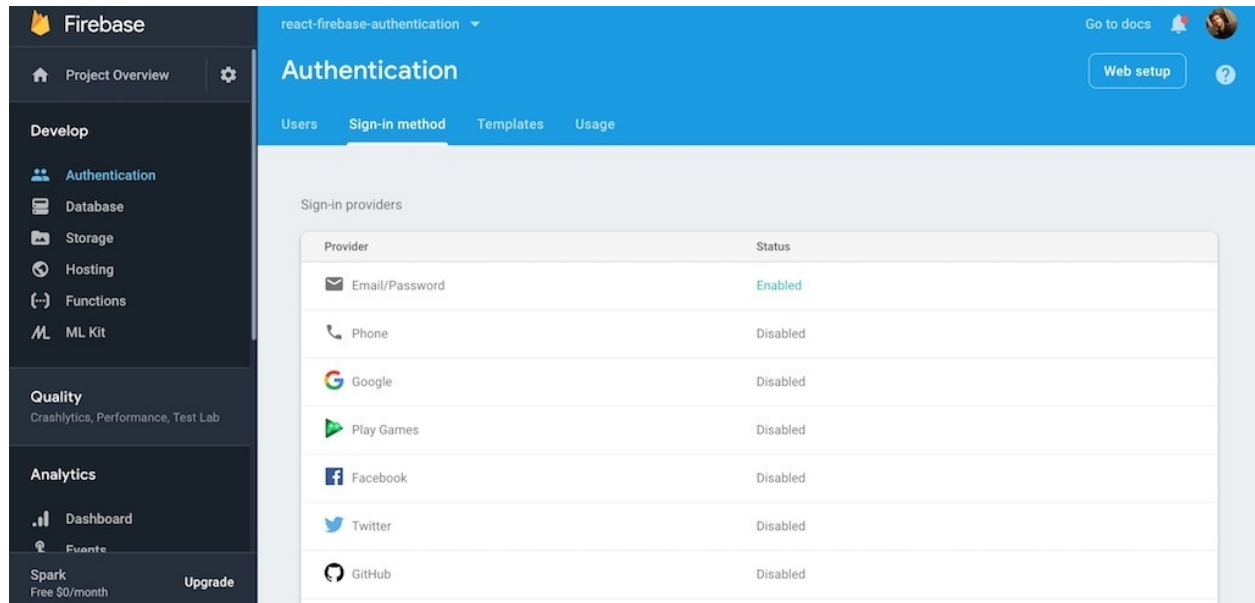 Firebase
Project Overview
Develop
Authentication
Database
Storage
Hosting
Functions
ML Kit
Quality
Crashlytics, Performance, Test Lab
Analytics
Dashboard
Events
Spark
Free $0/month
Upgrade
react-firebase-authentication
Go to docs
Authentication
Web setup
Users Sign-in method Templates Usage
Sign-in providers
Provider Status
Email/Password Enabled
Phone Disabled
Google Disabled
Play Games Disabled
Facebook Disabled
Twitter Disabled
GitHub Disabled